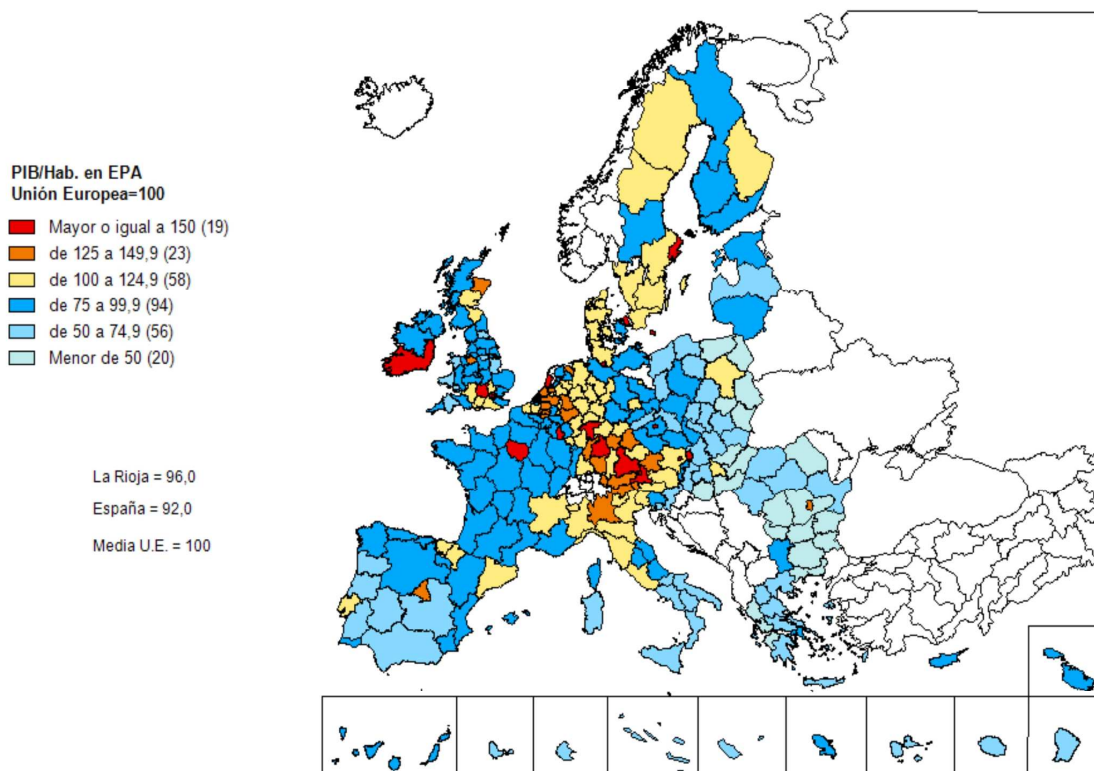 PIB/Hab. en EPA
Unión Europea=100
Mayor o igual a 150 (19)
de 125 a 149,9 (23)
de 100 a 124,9 (58)
de 75 a 99,9 (94)
de 50 a 74,9 (56)
Menor de 50 (20)
La Rioja = 96,0
España = 92,0
Media U.E. = 100